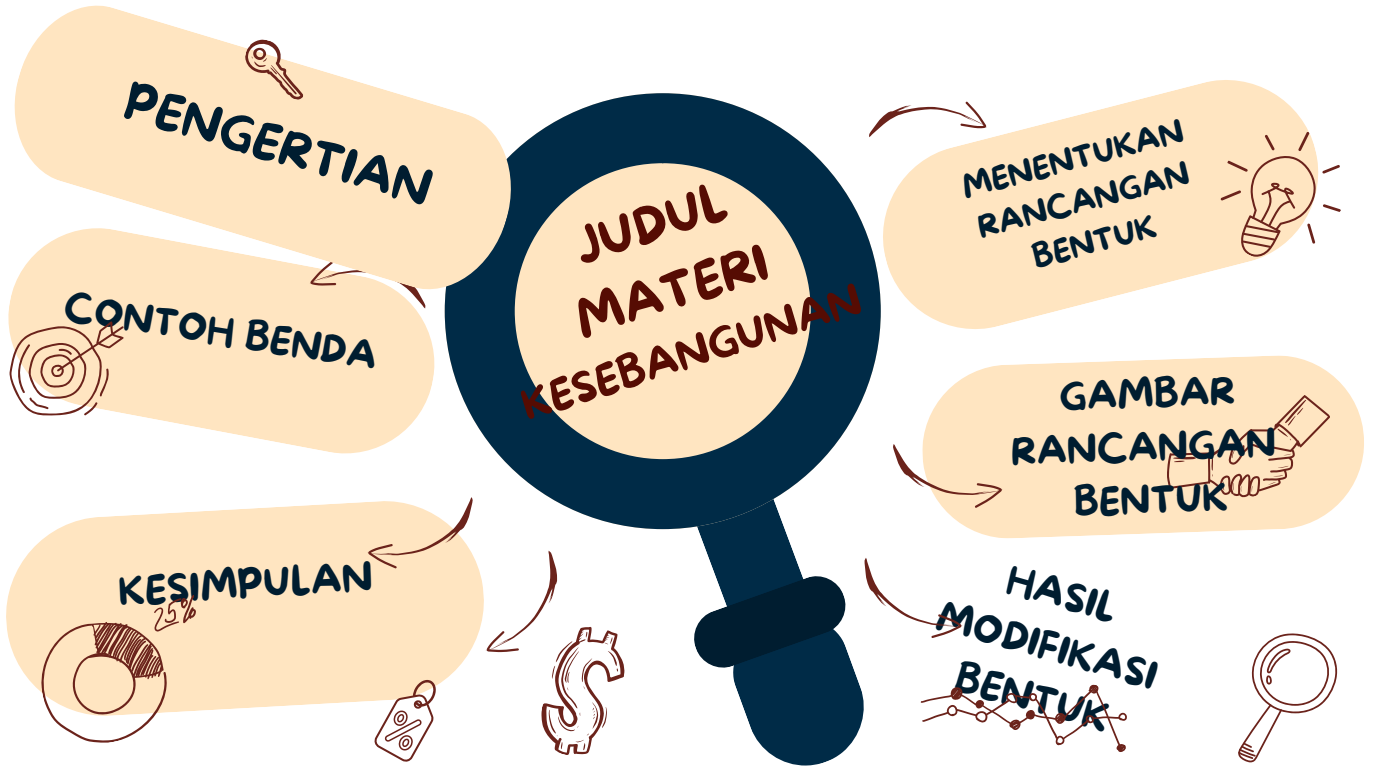 PENGERTIAN
CONTOH BENDA
KESIMPULAN
25%
JUDUL
MATERI
KESEBANGUNAN
MENENTUKAN
RANCANGAN
BENTUK
GAMBAR
RANCANGAN
BENTUK
HASIL
MODIFIKASI
BENTUK